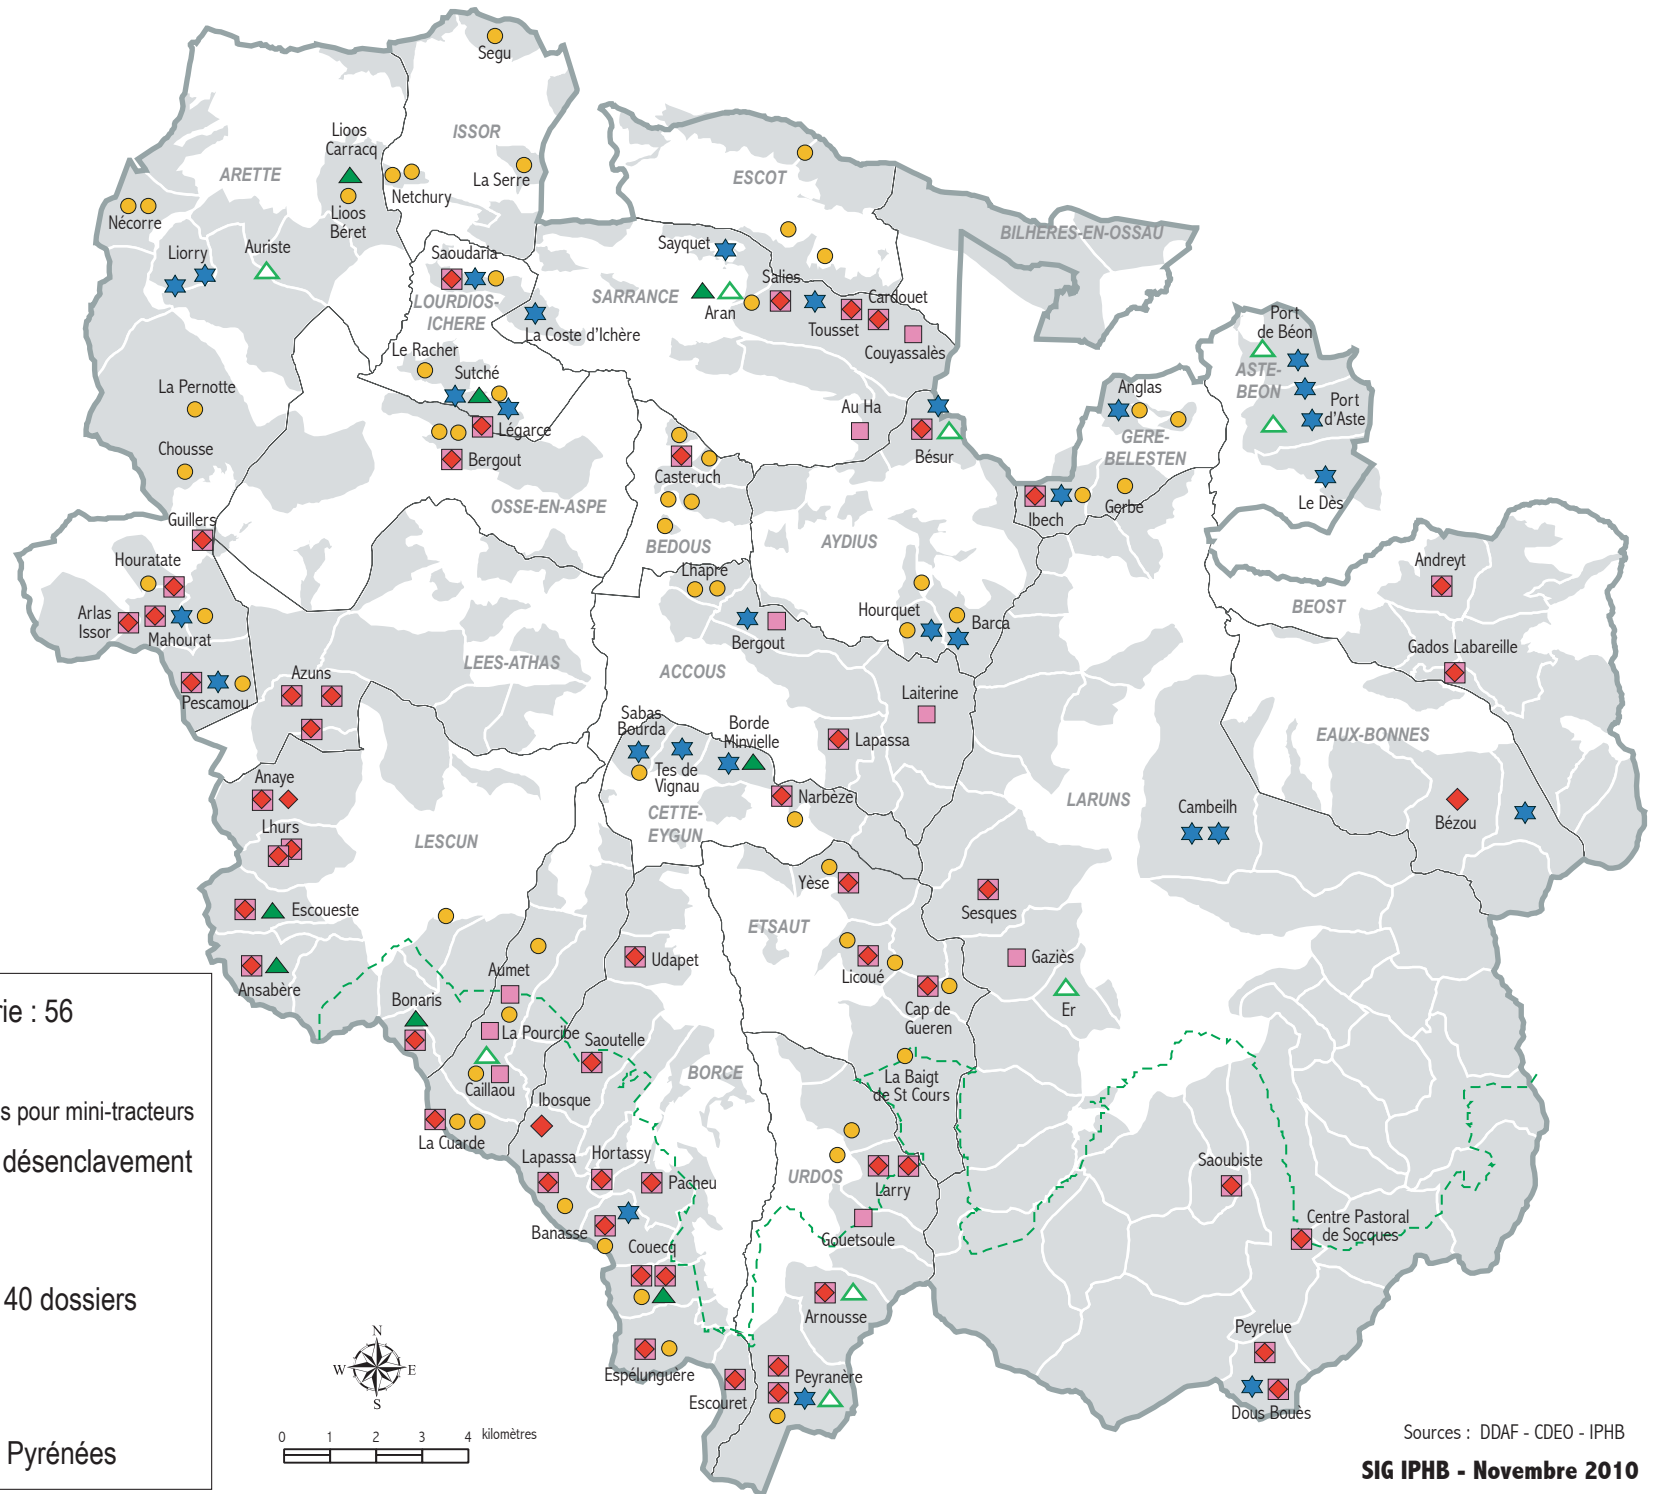 Segu
ISSOR
Lioos
Carracq
ARETTE
Netchury
La Serre
ESCOT
Nécorre
Lioos
Béret
Liorry
Auriste
Saoudaria
Sayquet
BILHERES-EN-OSSAU
LOURDIOS-
ICHERE
SARRANCE
Salies
Aran
Cardouet
Tousset
Couyassalès
La Coste d'Ichère
Port
de Béon
ASTE-
BEON
Port
d'Aste
Le Dès
Le Racher
Sutché
Légarce
Bergout
La Pernotte
Chousse
Au Ha
Bésur
Anglas
GERE-
BELESTEN
Ibech
Gerbe
Casteruch
OSSE-EN-ASPE
BEDOUS
AYDIUS
Guillers
Houratate
Arlas
Issor
Mahourat
Pescamou
Lhapre
Bergout
Hourquet
Barca
Andreyt
BEOST
Gados Labareille
LEES-ATHAS
Azuns
ACCOUS
Laiterine
Lapassa
Sabas
Bourda
Tes de
Vignau
Borde
Minvielle
Narbèze
CETTE-
EYGUN
EAUX-BONNES
Bézou
LARUNS
Cambeilh
Anaye
Lhurs
LESCUN
Escoueste
Ansabère
Yèse
ETSAUT
Sesques
Licoué
Gaziès
Er
Cap de
Gueren
Udapet
Aumet
Bonaris
La Pourcibe
Saoutelle
Caillaou
Ibosque
BORCE
La Baigt
de St Cours
La Cuarde
Lapassa
Hortassy
Pacheu
Banasse
Couecq
URDOS
Larry
Gouetsoule
Saoubiste
Centre Pastoral
de Socques
Arnousse
Espélunguère
Escouret
Peyranère
Peyrelue
Dous Bouès
rie : 56
s pour mini-tracteurs
désenclavement
40 dossiers
Pyrénées
N
W
E
S
0 1 2 3 4 kilomètres
Sources : DDAF - CDEO - IPHB
SIG IPHB - Novembre 2010